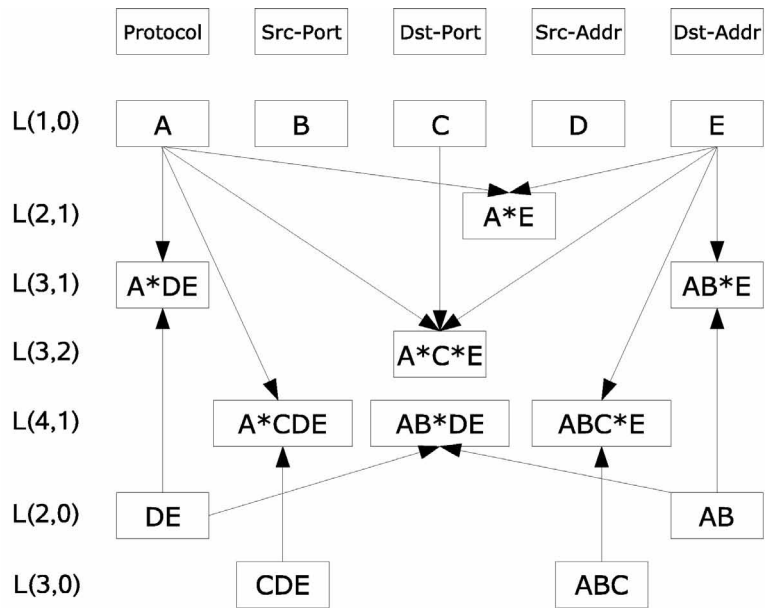 Protocol Src-Port Dst-Port Src-Addr Dst-Addr
L(1,0) A B C D E
L(2,1) A*E
L(3,1) A*DE AB*E
L(3,2) A*C*E
L(4,1) A*CDE AB*DE ABC*E
L(2,0) DE AB
L(3,0) CDE ABC